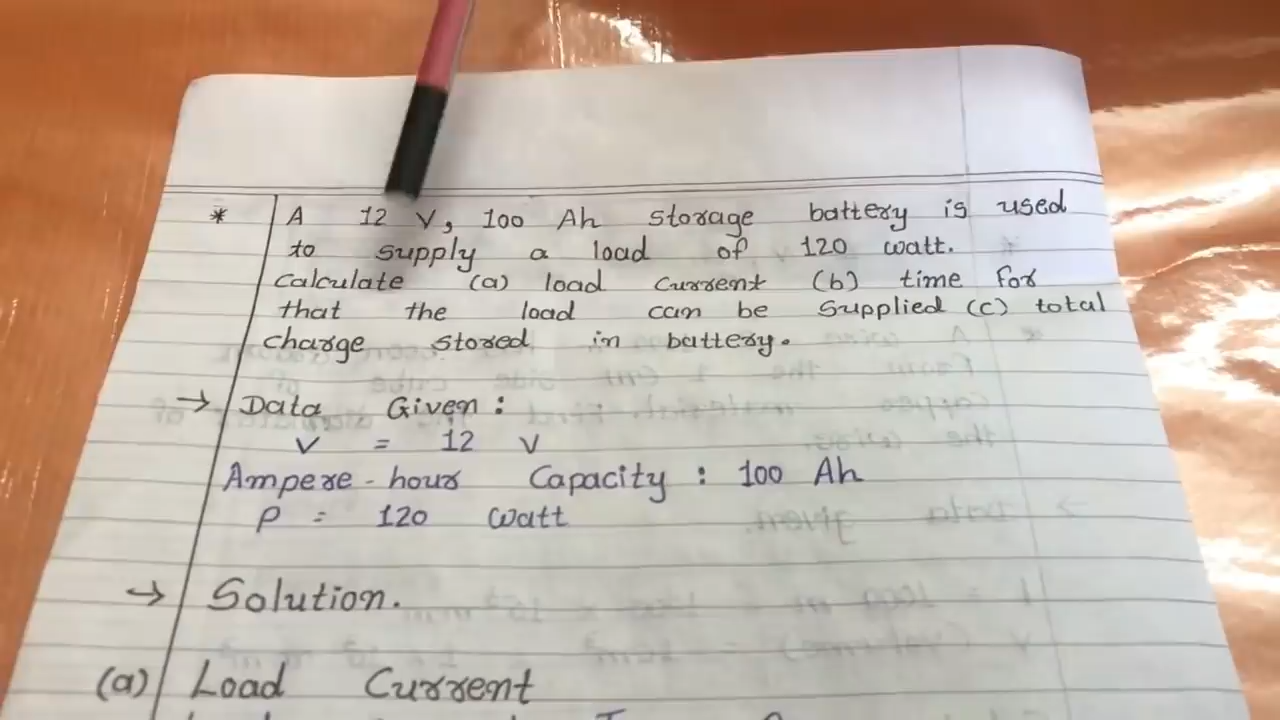 * A 12 V, 100 Ah storage battery is used
to supply a load of 120 watt.
Calculate (a) load current (b) time for
that the load can be supplied (c) total
charge stored in battery.
→ Data Given :
V = 12 V
Ampere-hour Capacity : 100 Ah
P = 120 Watt
→ Solution.
(a) Load Current